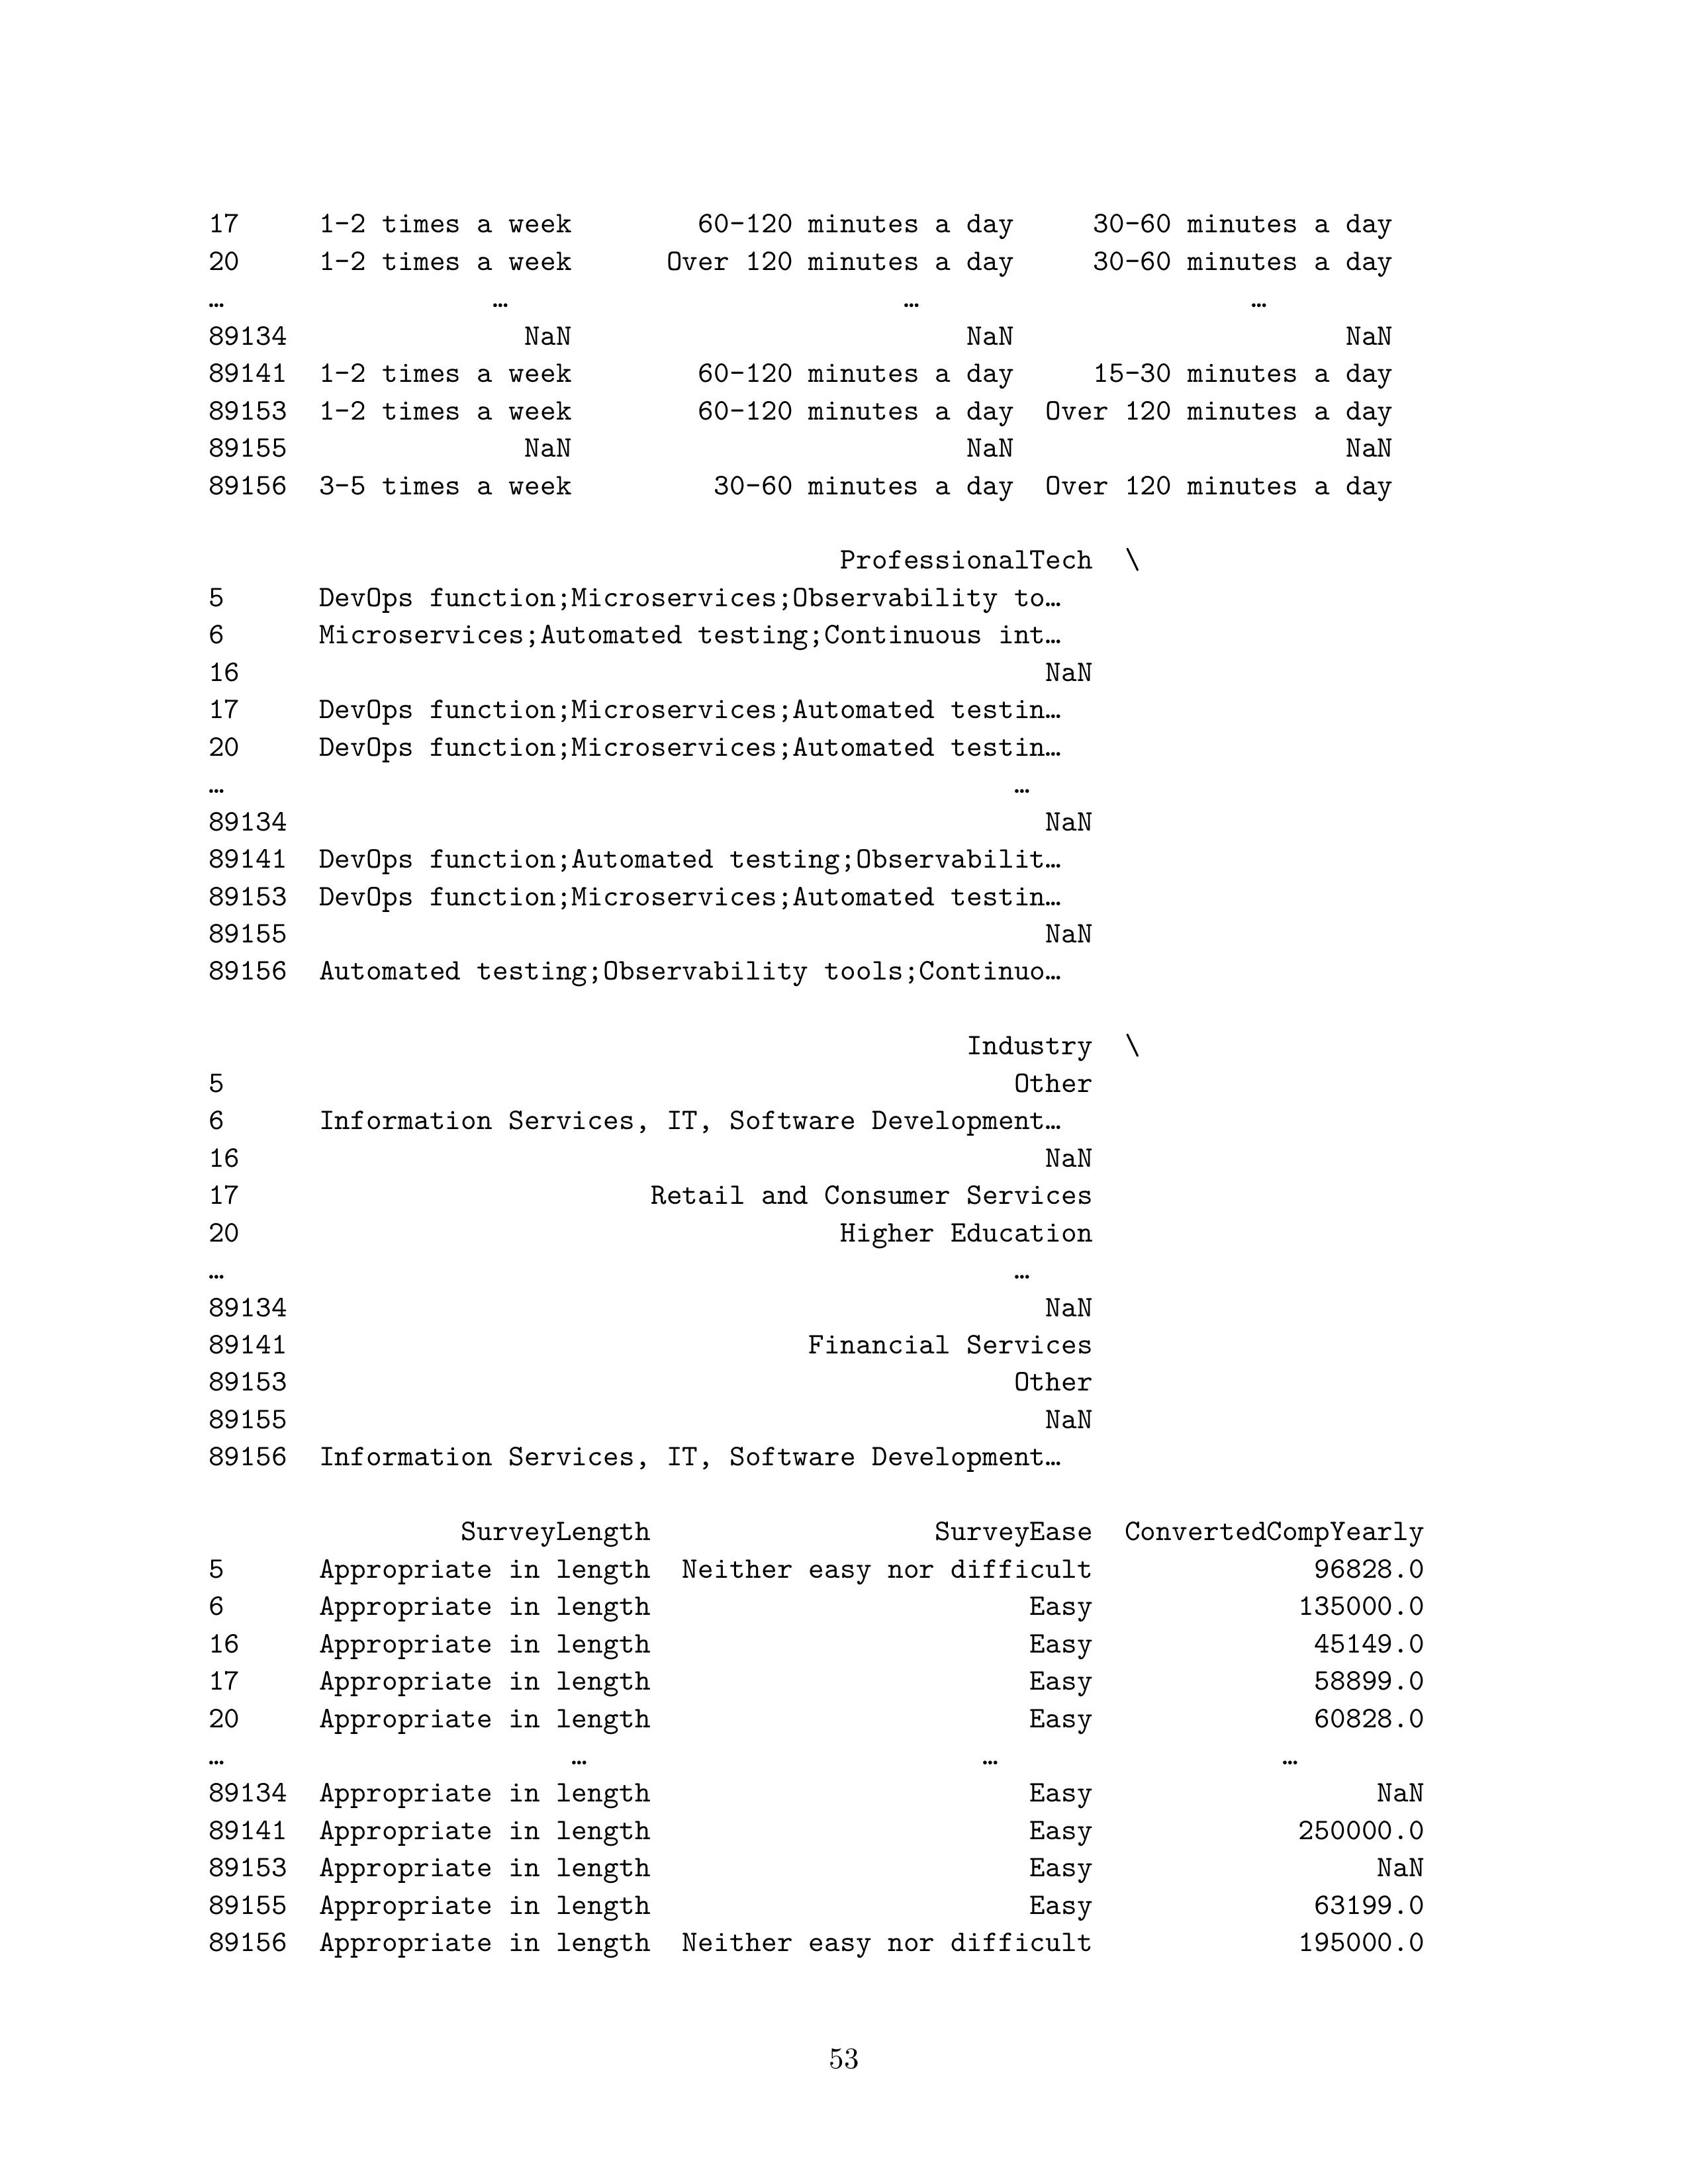 17     1-2 times a week        60-120 minutes a day     30-60 minutes a day
20     1-2 times a week      Over 120 minutes a day     30-60 minutes a day
…                 …                         …                     …
89134               NaN                         NaN                     NaN
89141  1-2 times a week        60-120 minutes a day     15-30 minutes a day
89153  1-2 times a week        60-120 minutes a day  Over 120 minutes a day
89155               NaN                         NaN                     NaN
89156  3-5 times a week         30-60 minutes a day  Over 120 minutes a day
                                        ProfessionalTech  \
5      DevOps function;Microservices;Observability to…
6      Microservices;Automated testing;Continuous int…
16                                                   NaN
17     DevOps function;Microservices;Automated testin…
20     DevOps function;Microservices;Automated testin…
…                                                  …
89134                                                NaN
89141  DevOps function;Automated testing;Observabilit…
89153  DevOps function;Microservices;Automated testin…
89155                                                NaN
89156  Automated testing;Observability tools;Continuo…
                                                Industry  \
5                                                  Other
6      Information Services, IT, Software Development…
16                                                   NaN
17                          Retail and Consumer Services
20                                      Higher Education
…                                                  …
89134                                                NaN
89141                                 Financial Services
89153                                              Other
89155                                                NaN
89156  Information Services, IT, Software Development…
                SurveyLength                  SurveyEase  ConvertedCompYearly
5      Appropriate in length  Neither easy nor difficult              96828.0
6      Appropriate in length                        Easy             135000.0
16     Appropriate in length                        Easy              45149.0
17     Appropriate in length                        Easy              58899.0
20     Appropriate in length                        Easy              60828.0
…                      …                         …                  …
89134  Appropriate in length                        Easy                  NaN
89141  Appropriate in length                        Easy             250000.0
89153  Appropriate in length                        Easy                  NaN
89155  Appropriate in length                        Easy              63199.0
89156  Appropriate in length  Neither easy nor difficult             195000.0
53